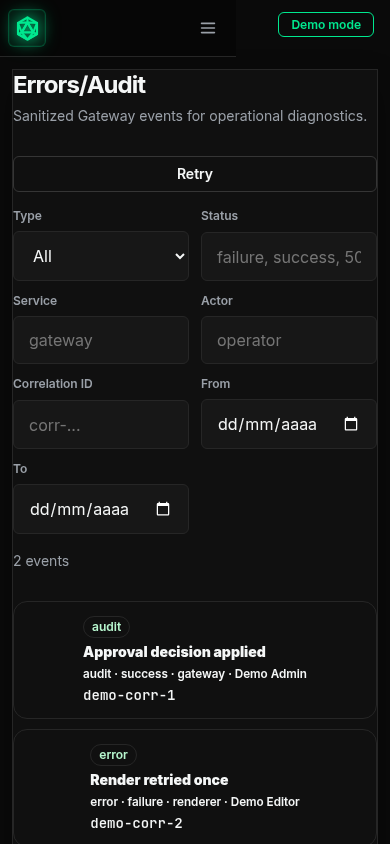 Demo mode
Errors/Audit
Sanitized Gateway events for operational diagnostics.
Retry
Type
Status
All
failure, success, 50
Service
Actor
gateway
operator
Correlation ID
From
corr-...
dd/mm/aaaa
To
dd/mm/aaaa
2 events
audit
Approval decision applied
audit · success · gateway · Demo Admin
demo-corr-1
error
Render retried once
error · failure · renderer · Demo Editor
demo-corr-2